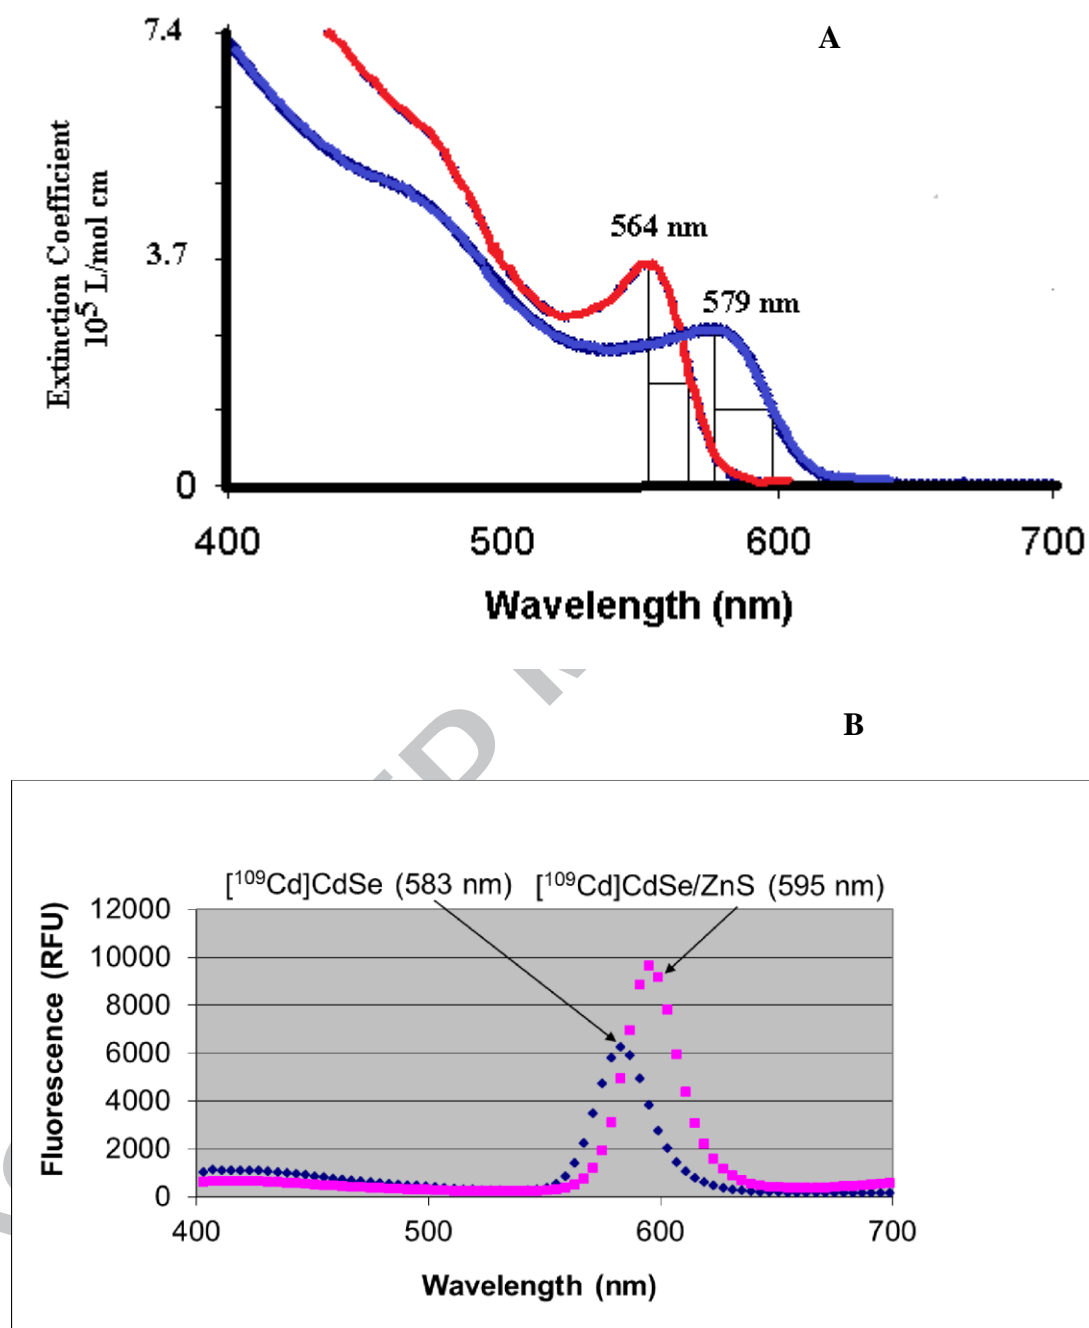 A
7.4
564 nm
3.7
579 nm
Extinction Coefficient
10⁵ L/mol cm
0
400 500 600 700
Wavelength (nm)
B
[¹⁰⁹Cd]CdSe (583 nm) [¹⁰⁹Cd]CdSe/ZnS (595 nm)
12000
10000
8000
6000
4000
2000
0
Fluorescence (RFU)
400 500 600 700
Wavelength (nm)